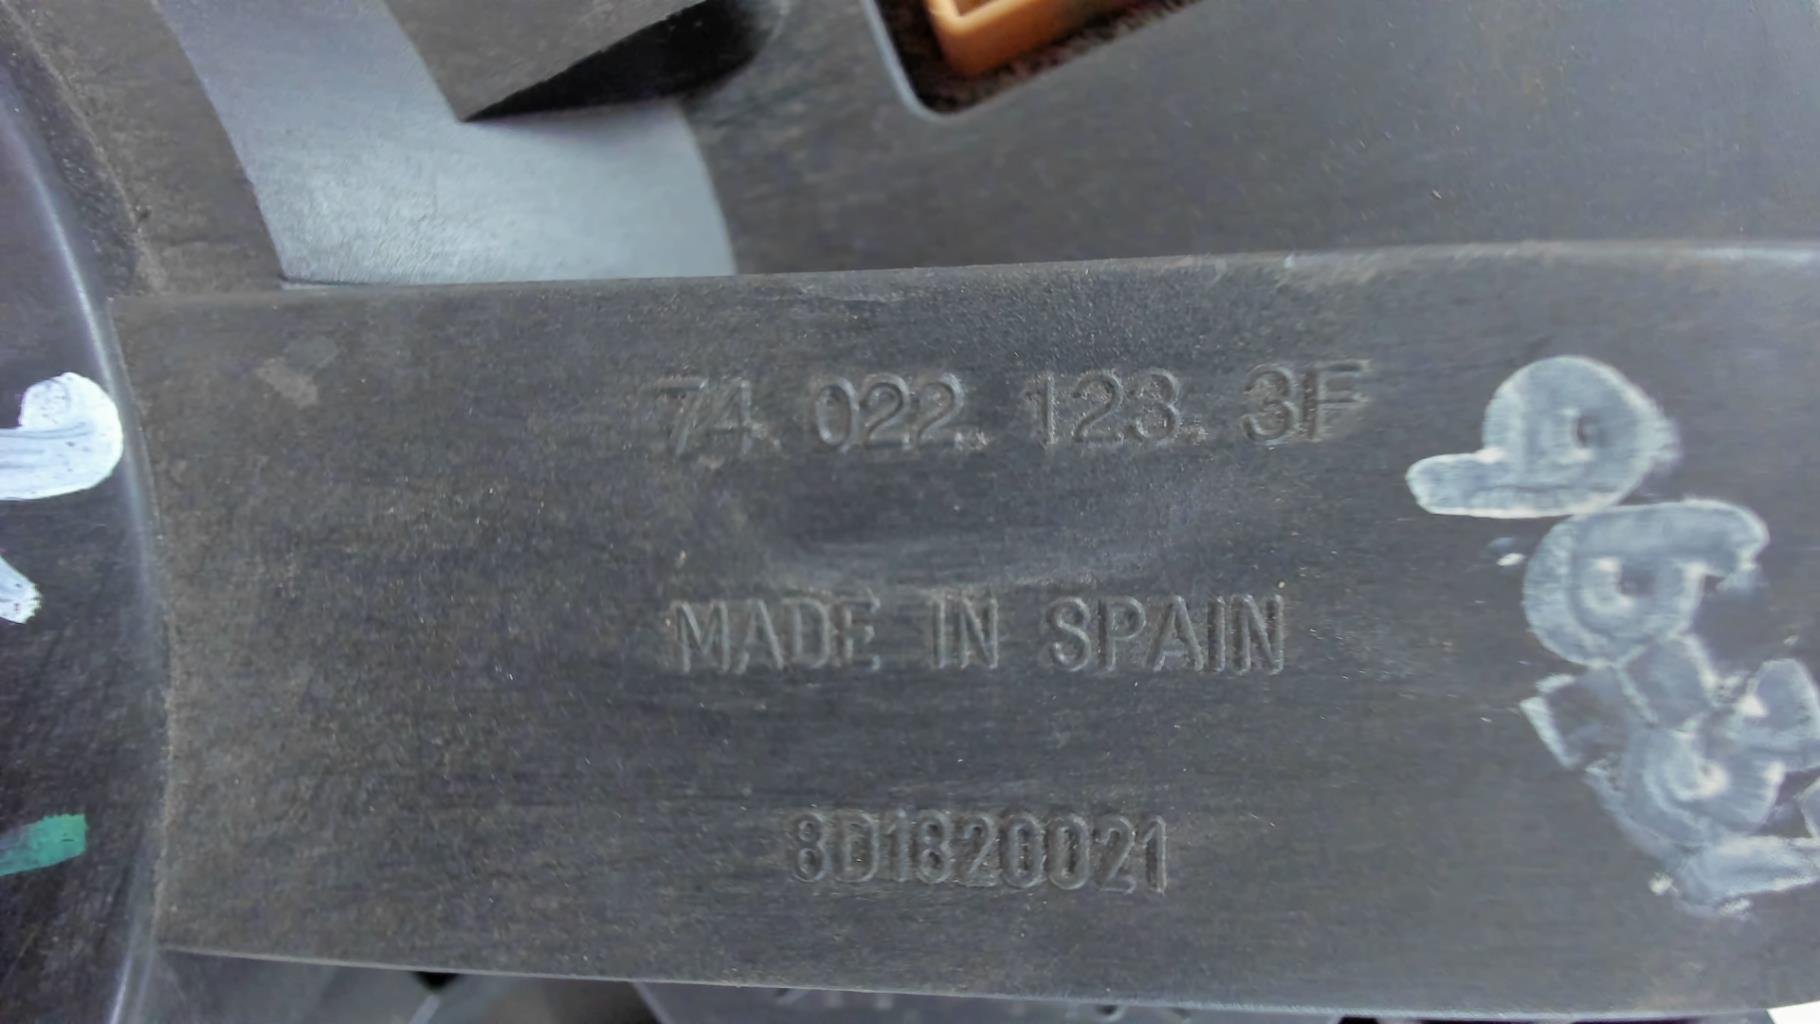 74.022.123.3F
MADE IN SPAIN
8D1820021